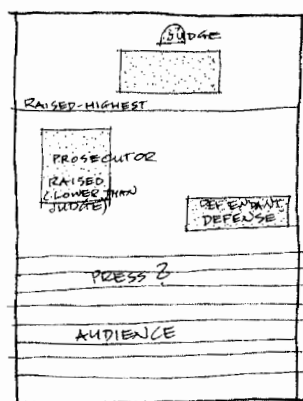 JUDGE
RAISED-HIGHEST
PROSECUTOR
RAISED
(LOWER THAN
JUDGE)
DEFENDANT
DEFENSE
PRESS ?
AUDIENCE